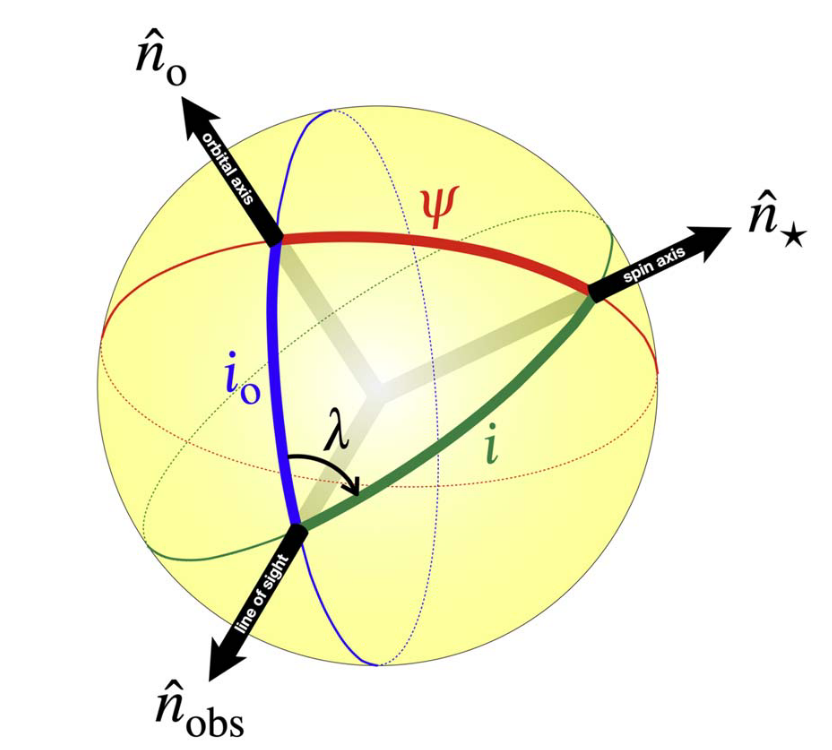 n̂ₒ
orbital axis
ψ
n̂⋆
spin axis
iₒ
λ
i
line of sight
n̂obs